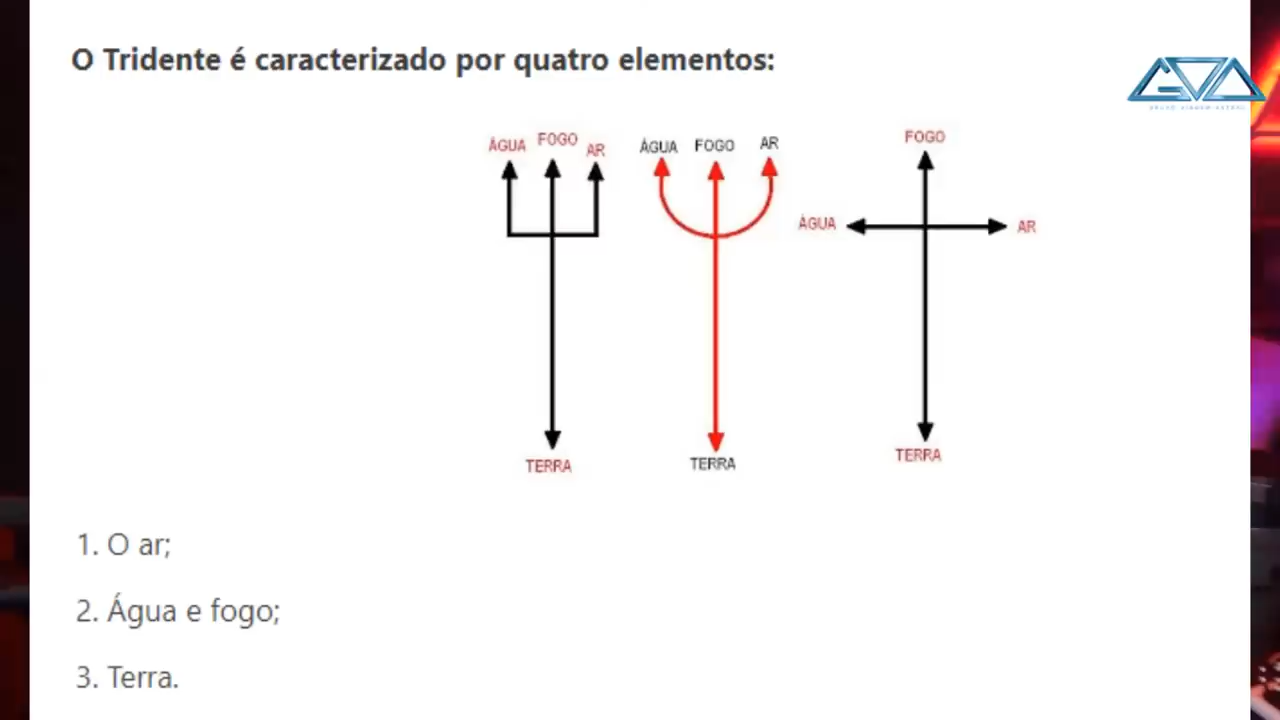 O Tridente é caracterizado por quatro elementos:
ÁGUA FOGO AR
TERRA
ÁGUA FOGO AR
TERRA
FOGO
ÁGUA AR
TERRA
1. O ar;
2. Água e fogo;
3. Terra.